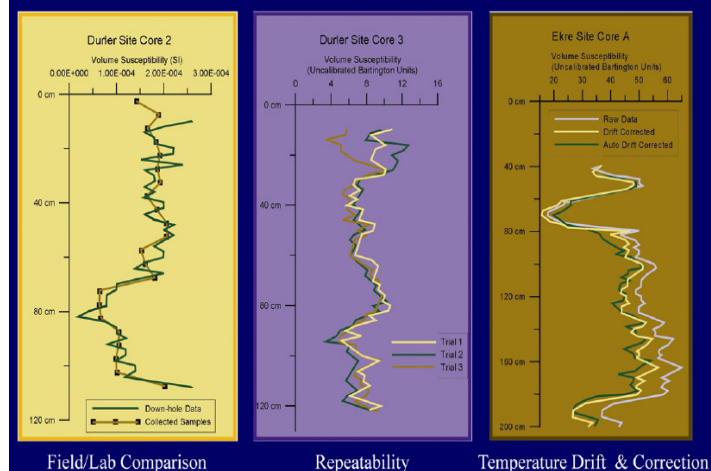 Durler Site Core 2
Volume Susceptibility (SI)
0.00E+000 1.00E-004 2.00E-004 3.00E-004
0 cm
40 cm
80 cm
120 cm
Down-hole Data
Collected Samples
Field/Lab Comparison
Durler Site Core 3
Volume Susceptibility
(Uncalibrated Bartington Units)
0 4 8 12 16
0 cm
40 cm
80 cm
120 cm
Trial 1
Trial 2
Trial 3
Repeatability
Ekre Site Core A
Volume Susceptibility
(Uncalibrated Bartington Units)
20 30 40 50 60
0 cm
40 cm
80 cm
120 cm
160 cm
200 cm
Raw Data
Drift Corrected
Auto Drift Corrected
Temperature Drift & Correction